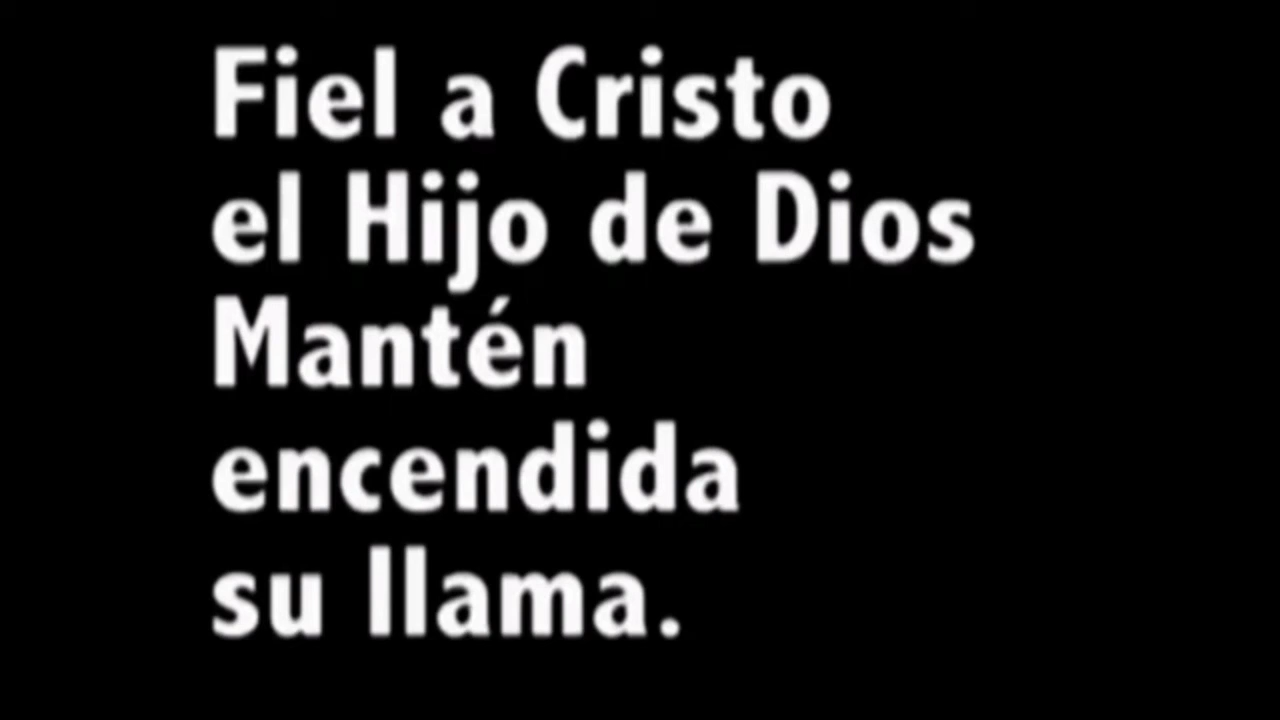 Fiel a Cristo
el Hijo de Dios
Mantén
encendida
su llama.